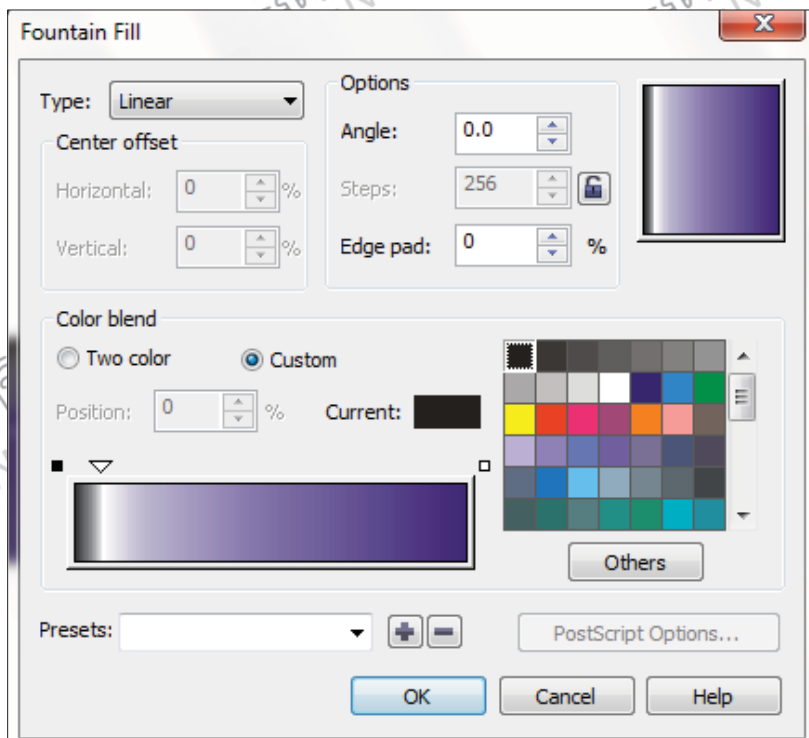 Fountain Fill
Type: Linear
Options
Angle: 0.0
Center offset
Horizontal: 0 %
Steps: 256
Vertical: 0 %
Edge pad: 0 %
Color blend
Two color Custom
Position: 0 % Current:
Others
Presets: PostScript Options...
OK Cancel Help